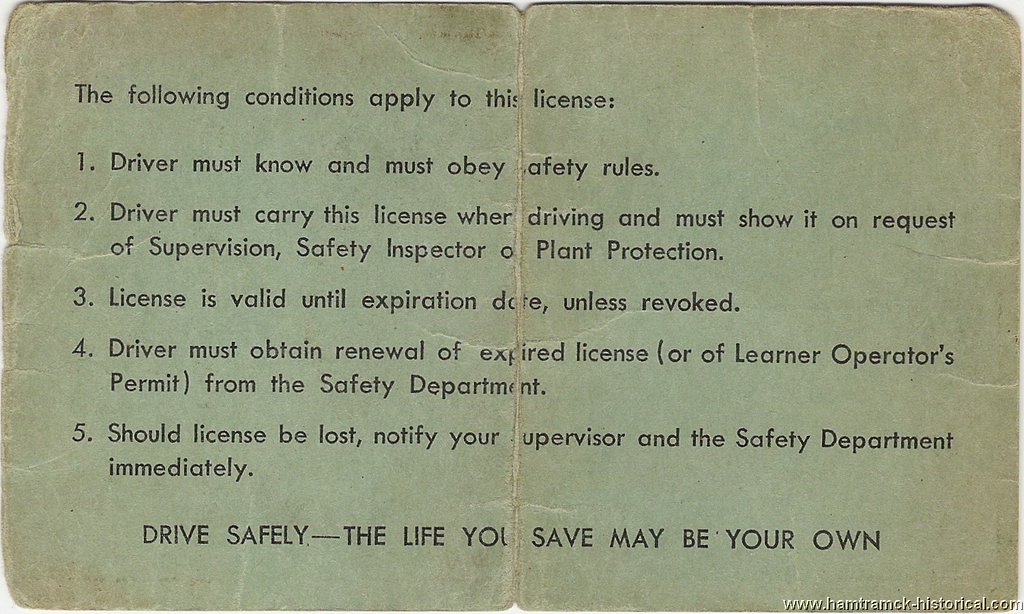 The following conditions apply to this license:
1. Driver must know and must obey safety rules.
2. Driver must carry this license when driving and must show it on request
of Supervision, Safety Inspector or Plant Protection.
3. License is valid until expiration date, unless revoked.
4. Driver must obtain renewal of expired license (or of Learner Operator's
Permit) from the Safety Department.
5. Should license be lost, notify your supervisor and the Safety Department
immediately.
DRIVE SAFELY—THE LIFE YOU SAVE MAY BE YOUR OWN
www.hamtramck-historical.com